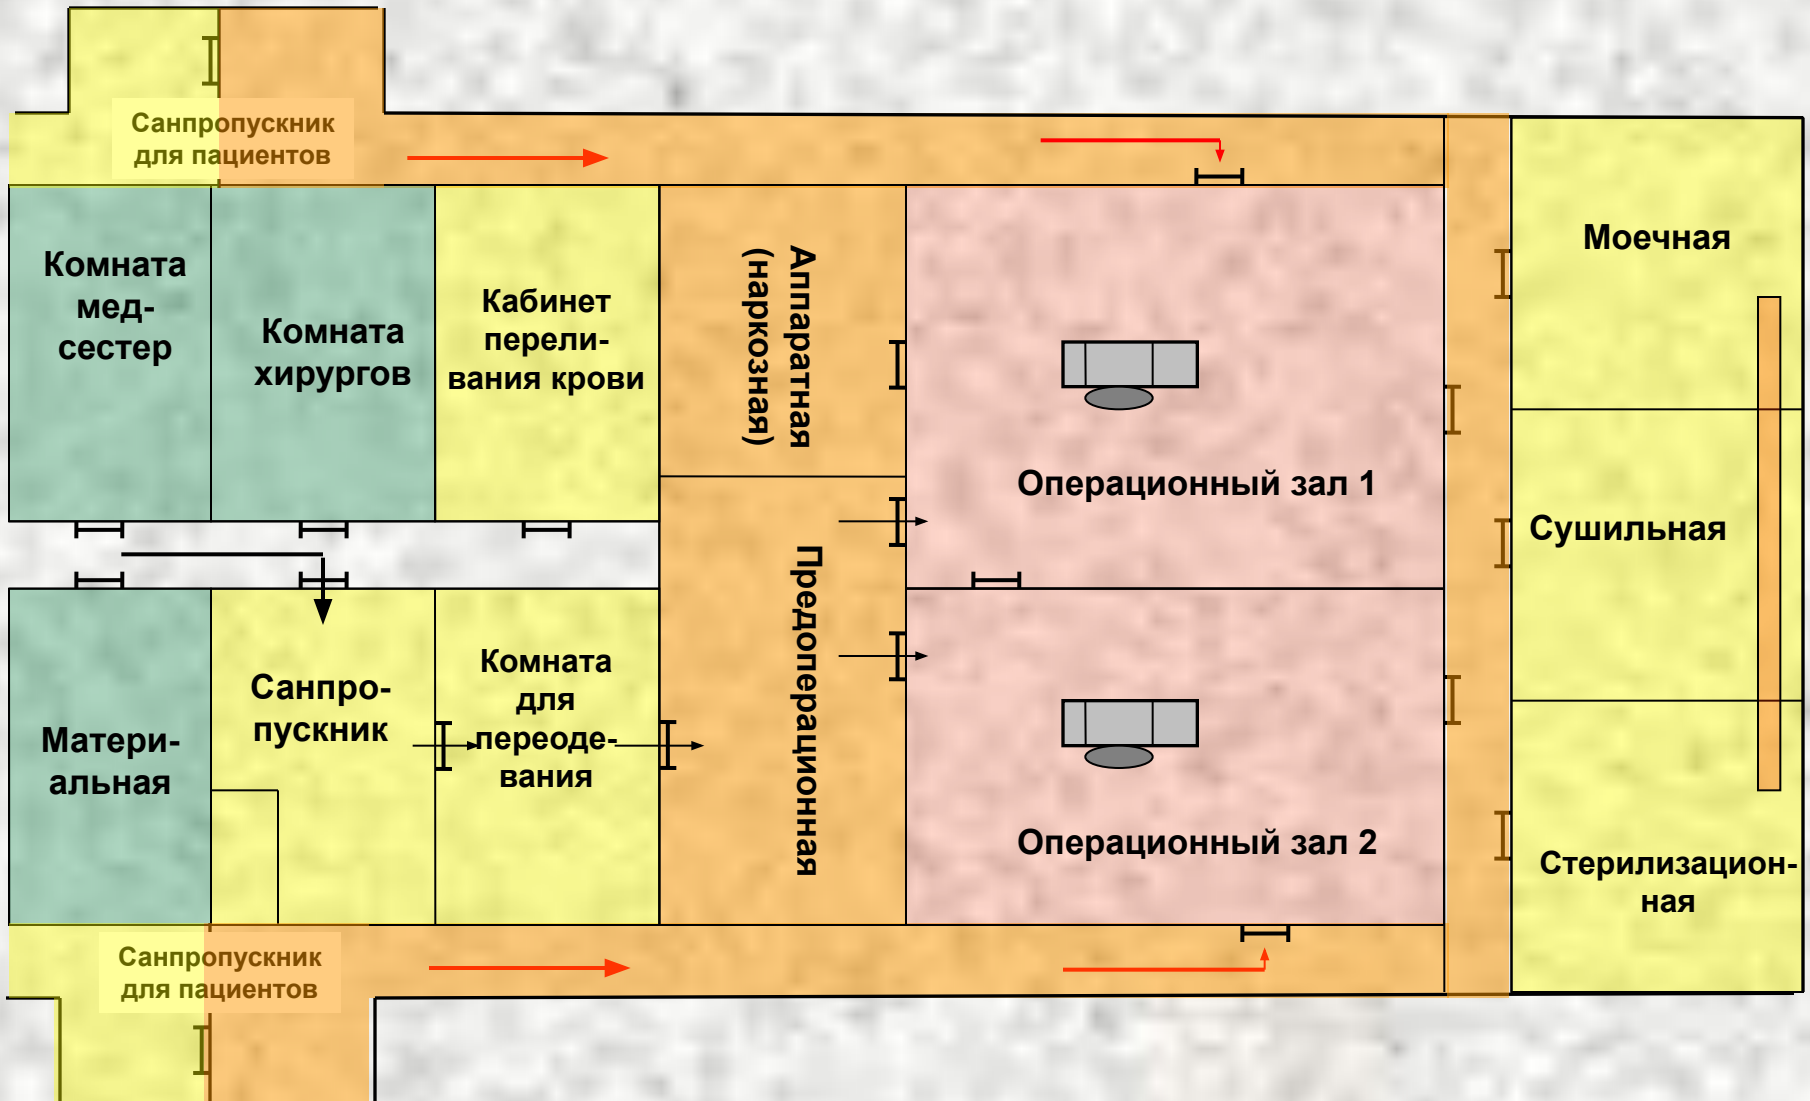 Санпропускник
для пациентов
Комната
мед-
сестер
Комната
хирургов
Кабинет
перели-
вания крови
Аппаратная
(наркозная)
Операционный зал 1
Моечная
Сушильная
Матери-
альная
Санпро-
пускник
Комната
для
переоде-
вания
Предоперационная
Операционный зал 2
Стерилизацион-
ная
Санпропускник
для пациентов